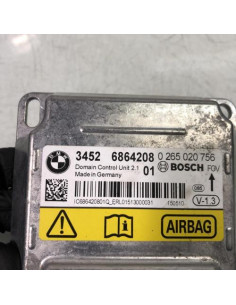 3452 6864208 0 265 020 756
Domain Control Unit 2.1 01 BOSCH FOV
Made in Germany
V-1.3
AIRBAG